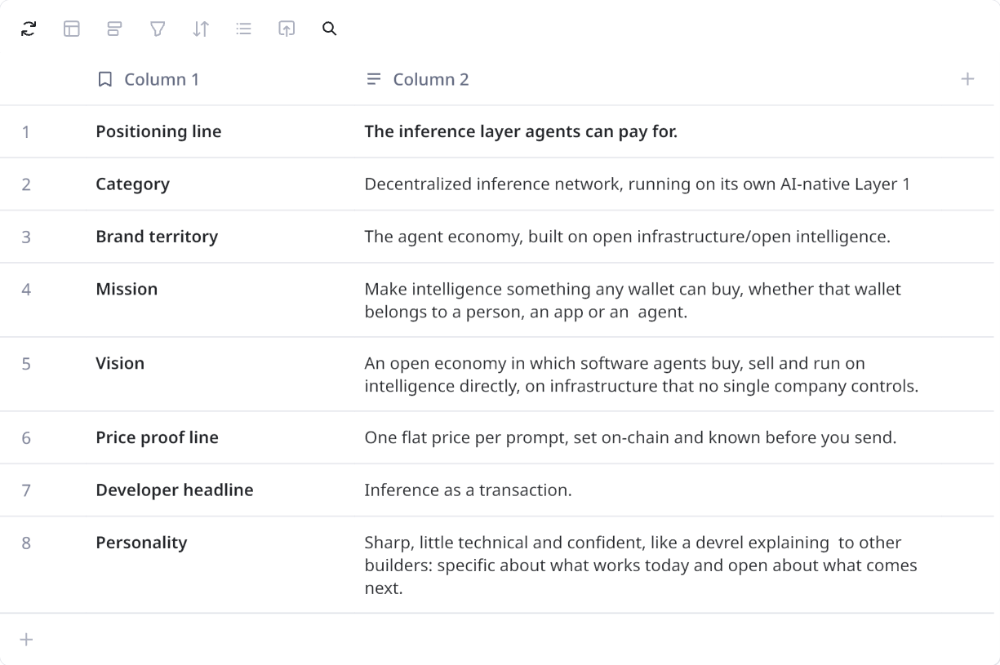 Column 1
Column 2
1
Positioning line
The inference layer agents can pay for.
2
Category
Decentralized inference network, running on its own AI-native Layer 1
3
Brand territory
The agent economy, built on open infrastructure/open intelligence.
4
Mission
Make intelligence something any wallet can buy, whether that wallet
belongs to a person, an app or an  agent.
5
Vision
An open economy in which software agents buy, sell and run on
intelligence directly, on infrastructure that no single company controls.
6
Price proof line
One flat price per prompt, set on-chain and known before you send.
7
Developer headline
Inference as a transaction.
8
Personality
Sharp, little technical and confident, like a devrel explaining  to other
builders: specific about what works today and open about what comes
next.